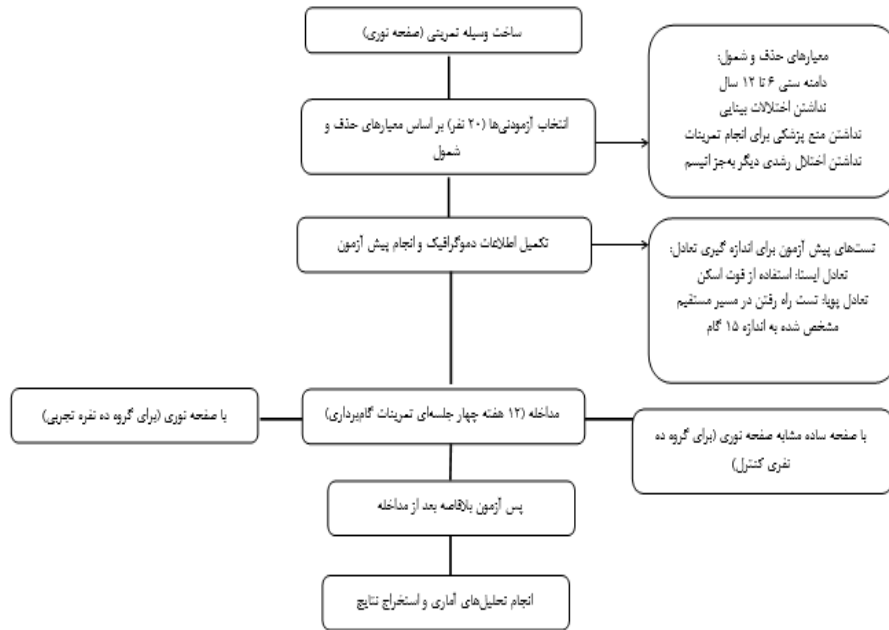 ساخت وسیله تمرینی (صفحه نوری)
معیارهای حذف و شمول:
دامنه سنی ۶ تا ۱۲ سال
نداشتن اختلالات بینایی
نداشتن منع پزشکی برای انجام تمرینات
نداشتن اختلال رشدی دیگر به‌جز اتیسم
انتخاب آزمودنی‌ها (۲۰ نفر) بر اساس معیارهای حذف و
شمول
تکمیل اطلاعات دموگرافیک و انجام پیش آزمون
تست‌های پیش آزمون برای اندازه گیری تعادل:
تعادل ایستا: استفاده از فوت اسکن
تعادل پویا: تست راه رفتن در مسیر مستقیم
مشخص شده به اندازه ۱۵ گام
با صفحه ساده مشابه صفحه نوری (برای گروه ده
نفری کنترل)
مداخله (۱۲ هفته چهار جلسه‌ای تمرینات گام‌برداری)
با صفحه نوری (برای گروه ده نفره تجربی)
پس آزمون بلافاصله بعد از مداخله
انجام تحلیل‌های آماری و استخراج نتایج